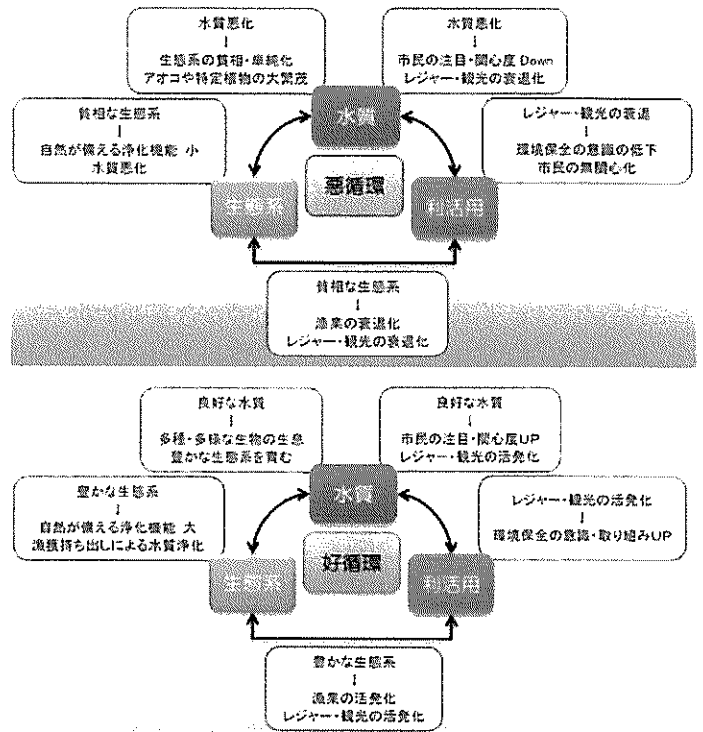 水質悪化
↓
生態系の貧相・単純化
アオコや特定植物の大繁茂
水質悪化
↓
市民の注目・関心度 Down
レジャー・観光の衰退化
貧相な生態系
↓
自然が備える浄化機能 小
水質悪化
水質
レジャー・観光の衰退
↓
環境保全の意識の低下
市民の無関心化
悪循環
生態系
利活用
貧相な生態系
↓
漁業の衰退化
レジャー・観光の衰退化
良好な水質
↓
多種・多様な生物の生息
豊かな生態系を育む
良好な水質
↓
市民の注目・関心度UP
レジャー・観光の活発化
豊かな生態系
↓
自然が備える浄化機能 大
漁獲持ち出しによる水質浄化
水質
レジャー・観光の活発化
↓
環境保全の意識・取り組みUP
好循環
生態系
利活用
豊かな生態系
↓
漁業の活発化
レジャー・観光の活発化